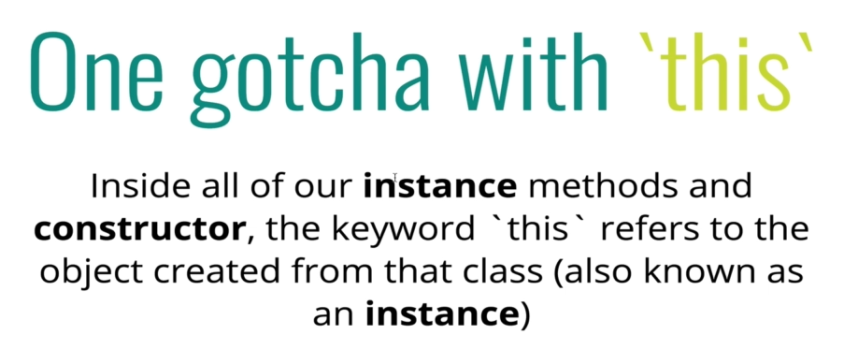 One gotcha with `this`
Inside all of our instance methods and
constructor, the keyword `this` refers to the
object created from that class (also known as
an instance)